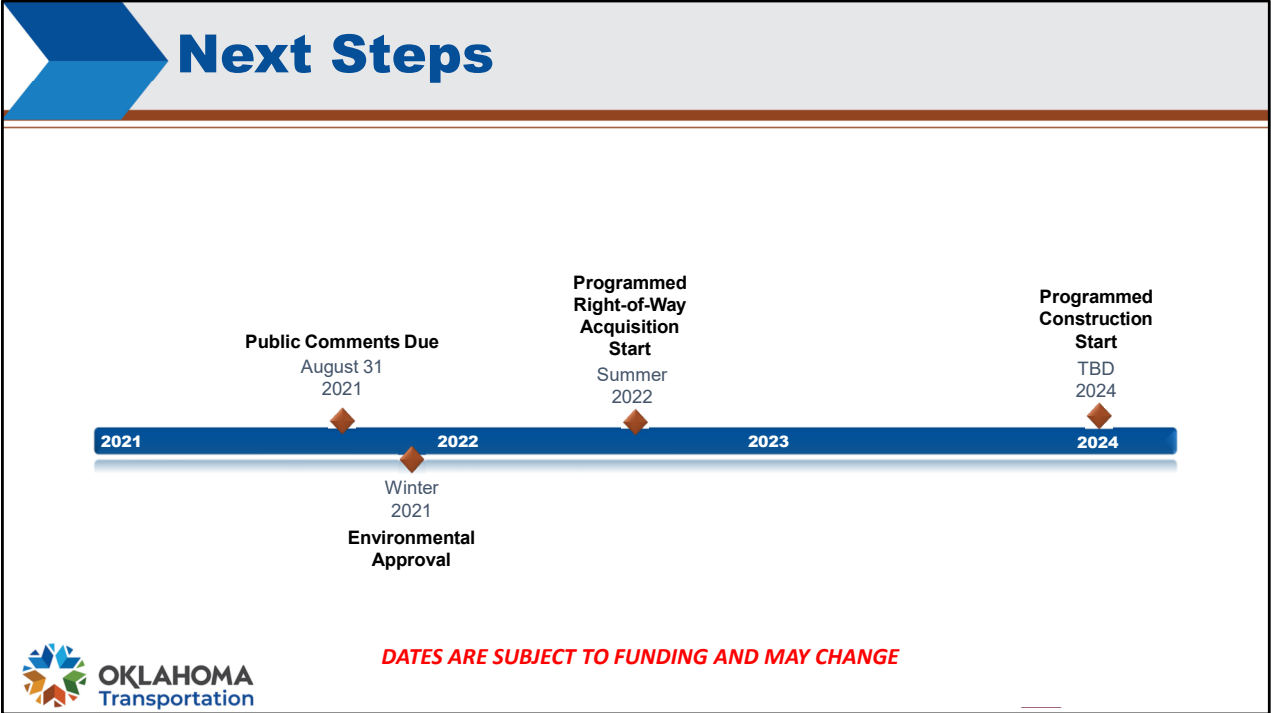 Next Steps
Programmed
Right-of-Way
Acquisition
Start
Summer
2022
Programmed
Construction
Start
TBD
2024
Public Comments Due
August 31
2021
2021
2022
2023
2024
Winter
2021
Environmental
Approval
DATES ARE SUBJECT TO FUNDING AND MAY CHANGE
OKLAHOMA
Transportation